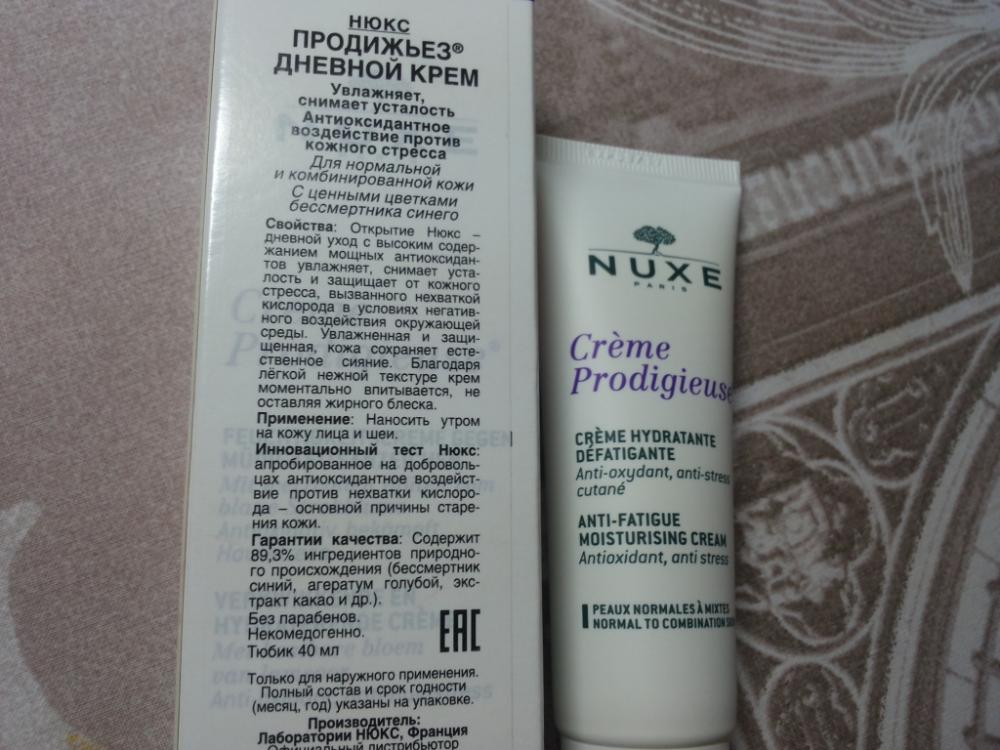 НЮКС
ПРОДИЖЬЕЗ®
ДНЕВНОЙ КРЕМ
Увлажняет,
снимает усталость
Антиоксидантное
воздействие против
кожного стресса
Для нормальной
и комбинированной кожи
С ценными цветками
бессмертника синего
Свойства: Открытие Нюкс –
дневной уход с высоким содер-
жанием мощных антиоксидан-
тов увлажняет, снимает уста-
лость и защищает от кожного
стресса, вызванного нехваткой
кислорода в условиях негатив-
ного воздействия окружающей
среды. Увлажненная и защи-
щенная, кожа сохраняет есте-
ственное сияние. Благодаря
лёгкой нежной текстуре крем
моментально впитывается, не
оставляя жирного блеска.
Применение: Наносить утром
на кожу лица и шеи.
Инновационный тест Нюкс:
апробированное на доброволь-
цах антиоксидантное воздейст-
вие против нехватки кислоро-
да – основной причины старе-
ния кожи.
Гарантии качества: Содержит
89,3% ингредиентов природно-
го происхождения (бессмертник
синий, агератум голубой, экс-
тракт какао и др.).
Без парабенов.
Некомедогенно.
Тюбик 40 мл
EAC
Только для наружного применения.
Полный состав и срок годности
(месяц, год) указаны на упаковке.
Производитель:
Лаборатории НЮКС, Франция
Официальный дистрибьютор
NUXE
PARIS
Crème
Prodigieuse
CRÈME HYDRATANTE
DÉFATIGANTE
Anti-oxydant, anti-stress
cutané
ANTI-FATIGUE
MOISTURISING CREAM
Antioxidant, anti stress
PEAUX NORMALES À MIXTES
NORMAL TO COMBINATION SKIN